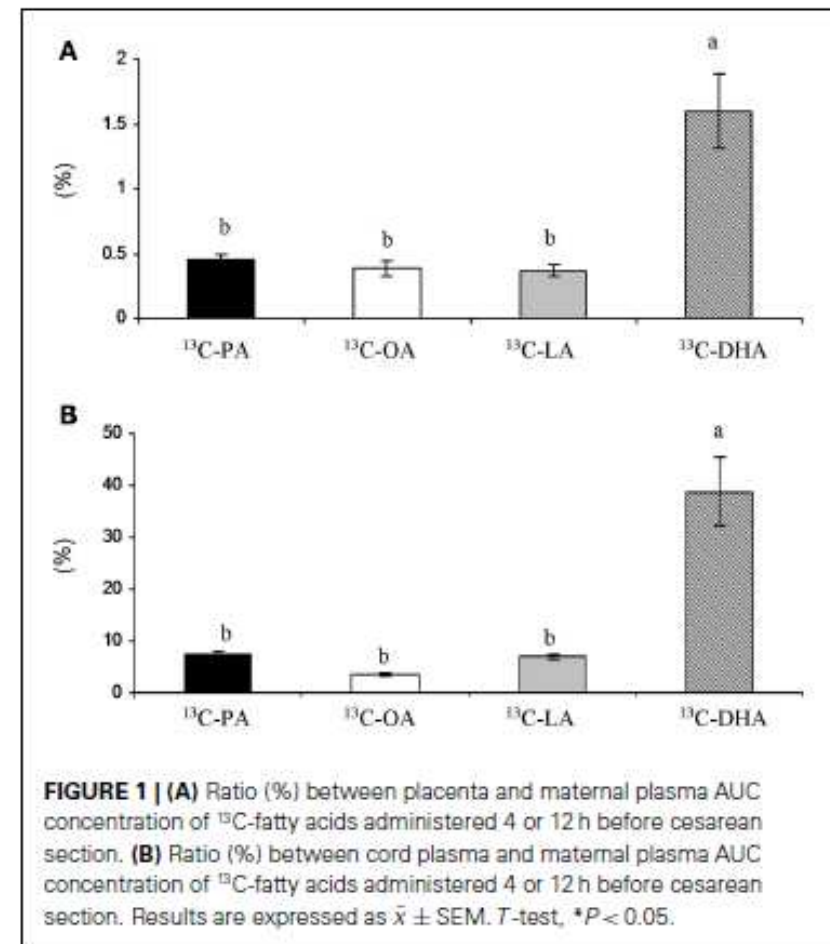 A
2
1.5
1
0.5
0
(%)
a
b
b
b
¹³C-PA
¹³C-OA
¹³C-LA
¹³C-DHA
B
50
40
30
20
10
0
(%)
a
b
b
b
¹³C-PA
¹³C-OA
¹³C-LA
¹³C-DHA
FIGURE 1 | (A) Ratio (%) between placenta and maternal plasma AUC
concentration of ¹³C-fatty acids administered 4 or 12 h before cesarean
section. (B) Ratio (%) between cord plasma and maternal plasma AUC
concentration of ¹³C-fatty acids administered 4 or 12 h before cesarean
section. Results are expressed as x̄ ± SEM. T-test, *P < 0.05.